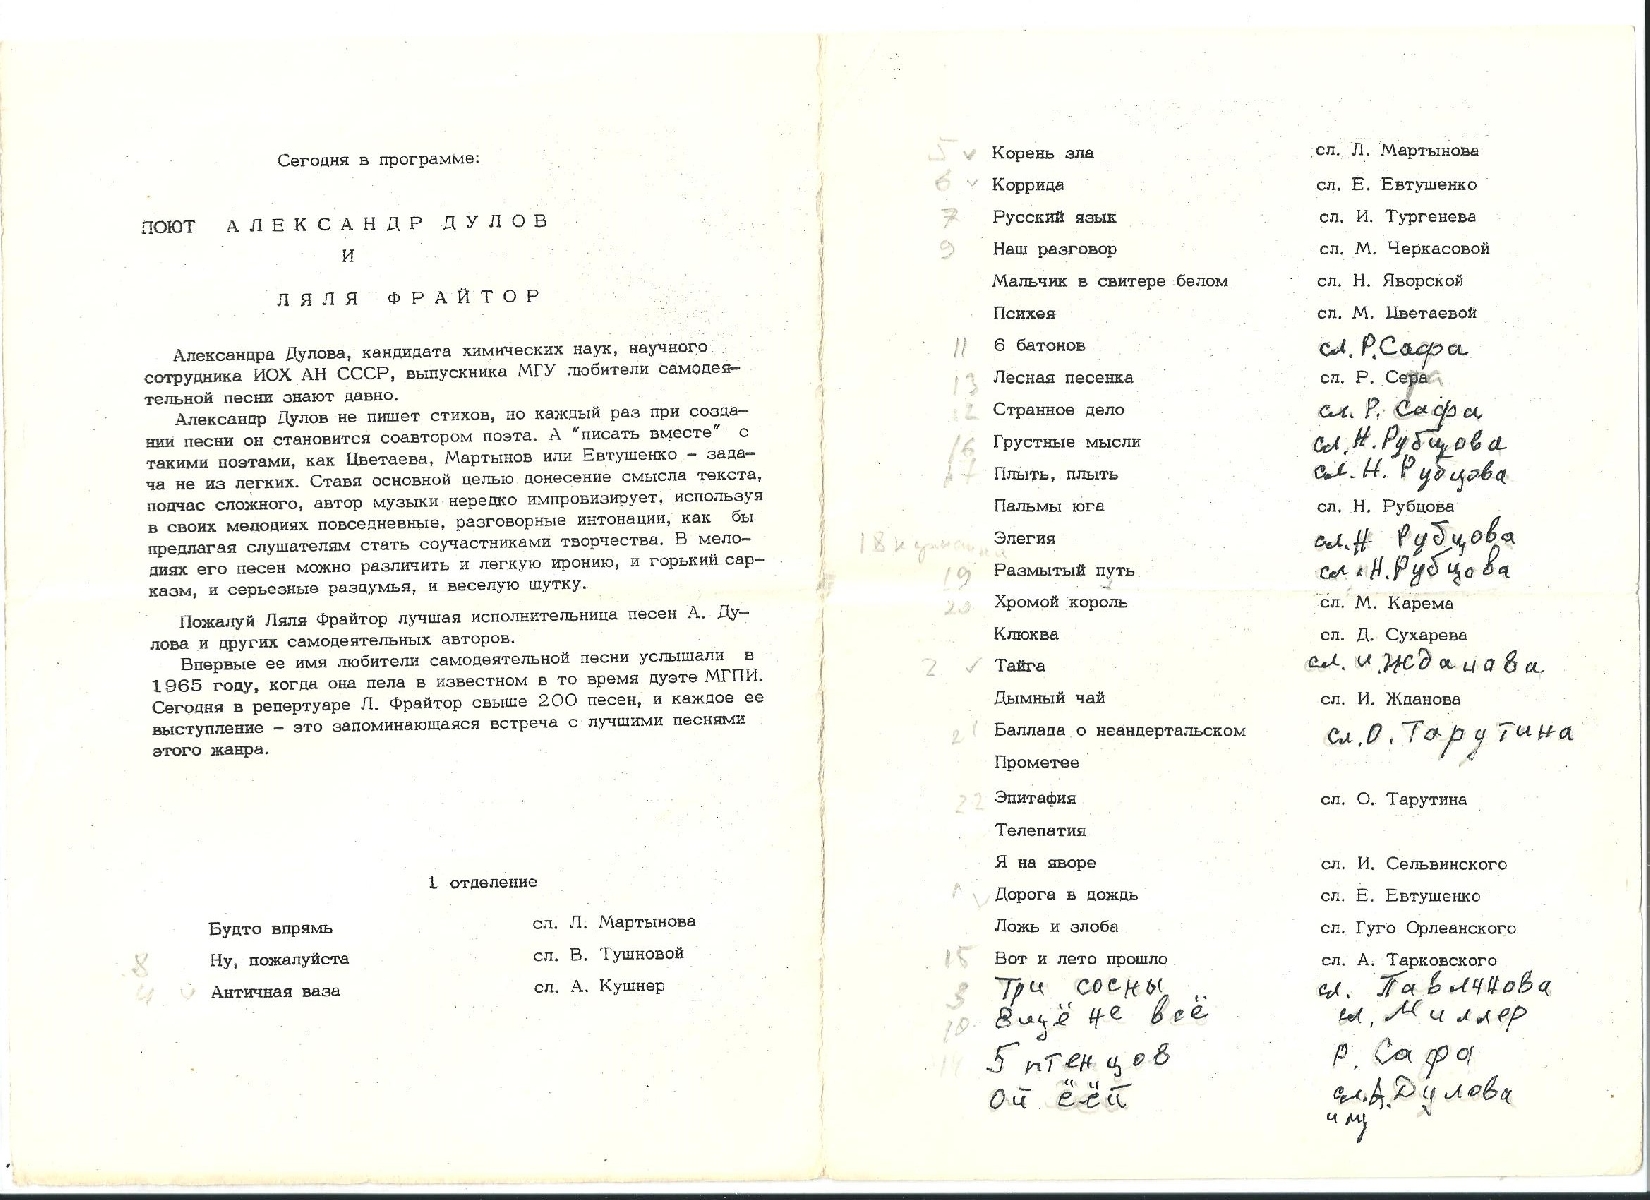 Сегодня в программе:
ПОЮТ АЛЕКСАНДР ДУЛОВ
И
ЛЯЛЯ ФРАЙТОР
Александра Дулова, кандидата химических наук, научного
сотрудника ИОХ АН СССР, выпускника МГУ любители самодея-
тельной песни знают давно.
Александр Дулов не пишет стихов, но каждый раз при созда-
нии песни он становится соавтором поэта. А "писать вместе" с
такими поэтами, как Цветаева, Мартынов или Евтушенко - зада-
ча не из легких. Ставя основной целью донесение смысла текста,
подчас сложного, автор музыки нередко импровизирует, используя
в своих мелодиях повседневные, разговорные интонации, как бы
предлагая слушателям стать соучастниками творчества. В мело-
диях его песен можно различить и легкую иронию, и горький сар-
казм, и серьезные раздумья, и веселую шутку.
Пожалуй Ляля Фрайтор лучшая исполнительница песен А. Ду-
лова и других самодеятельных авторов.
Впервые ее имя любители самодеятельной песни услышали в
1965 году, когда она пела в известном в то время дуэте МГПИ.
Сегодня в репертуаре Л. Фрайтор свыше 200 песен, и каждое ее
выступление - это запоминающаяся встреча с лучшими песнями
этого жанра.
1 отделение
Будто впрямь сл. Л. Мартынова
8 Ну, пожалуйста сл. В. Тушновой
4 ✓ Античная ваза сл. А. Кушнер
5 ✓ Корень зла сл. Л. Мартынова
6 ✓ Коррида сл. Е. Евтушенко
7 Русский язык сл. И. Тургенева
9 Наш разговор сл. М. Черкасовой
Мальчик в свитере белом сл. Н. Яворской
Психея сл. М. Цветаевой
11 6 батонов сл. Р. Сафа
13 Лесная песенка сл. Р. Сефа
12 Странное дело сл. Р. Сафа
16 Грустные мысли сл. Н. Рубцова
17 Плыть, плыть сл. Н. Рубцова
Пальмы юга сл. Н. Рубцова
18 Элегия сл. Н Рубцова
19 Размытый путь сл. Н. Рубцова
20 Хромой король сл. М. Карема
Клюква сл. Д. Сухарева
2 ✓ Тайга сл. И. Жданава
Дымный чай сл. И. Жданова
21 Баллада о неандертальском сл. О. Тарутина
Прометее
22 Эпитафия сл. О. Тарутина
Телепатия
Я на яворе сл. И. Сельвинского
1 ✓ Дорога в дождь сл. Е. Евтушенко
Ложь и злоба сл. Гуго Орлеанского
15 Вот и лето прошло сл. А. Тарковского
3 Три сосны сл. Павлинова
10 Ещё не всё сл. Миллер
14 5 птенцов Р. Сафа
Ой ёёй сл. А. Дулова
и муз